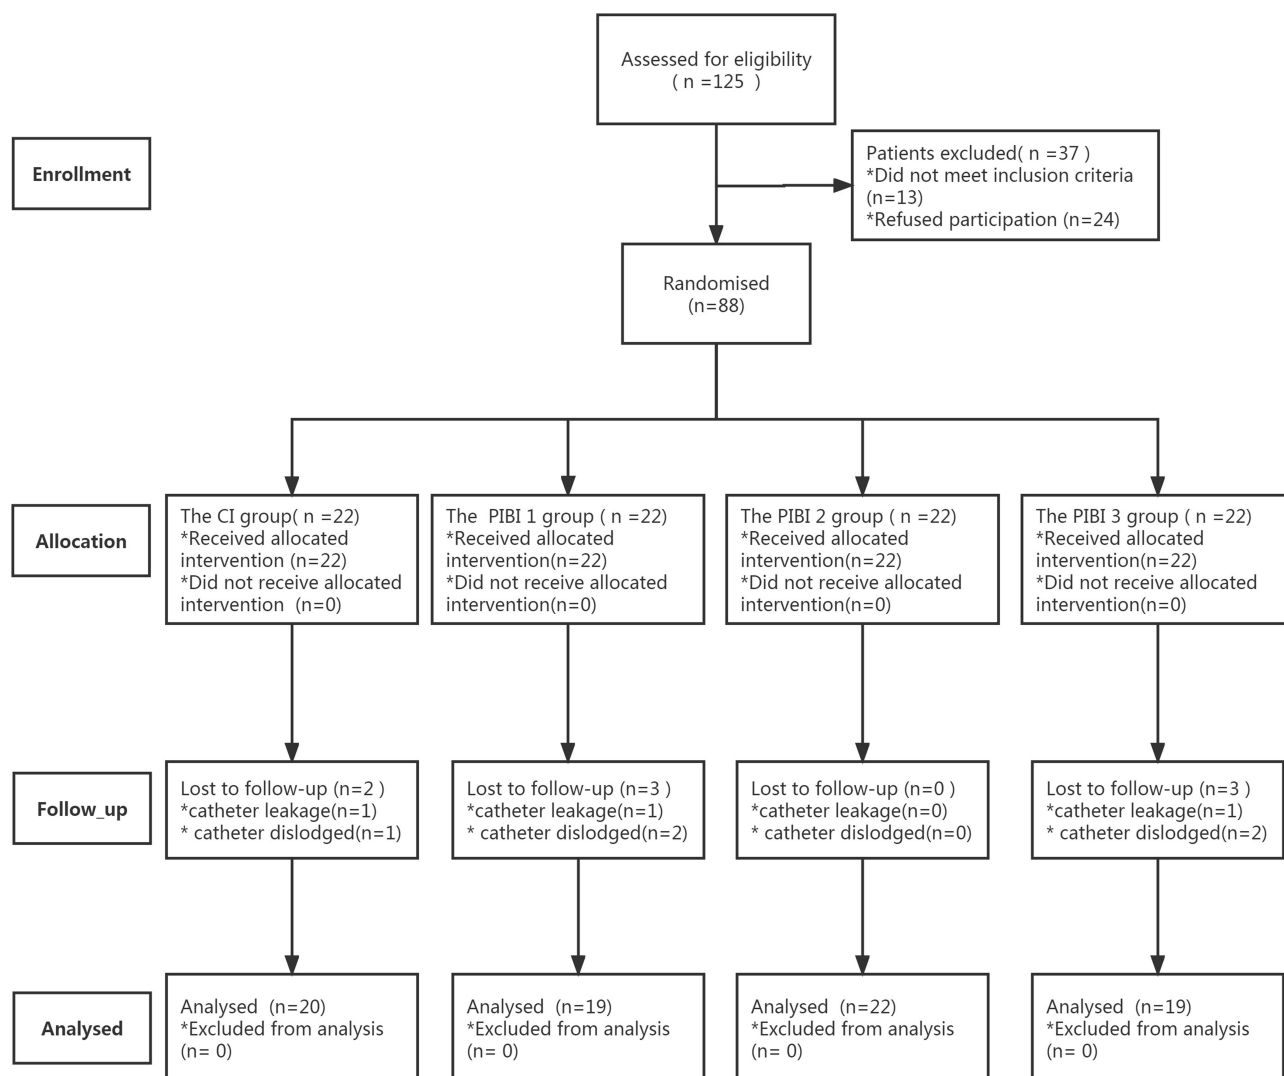 Assessed for eligibility
( n =125  )
Enrollment
Patients excluded( n =37 )
*Did not meet inclusion criteria
(n=13)
*Refused participation (n=24)
Randomised
(n=88)
Allocation
The CI group( n =22)
*Received allocated
intervention (n=22)
*Did not receive allocated
intervention  (n=0)
The  PIBI 1 group ( n =22)
*Received allocated
intervention(n=22)
*Did not receive allocated
intervention(n=0)
The PIBI 2 group ( n =22)
*Received allocated
intervention(n=22)
*Did not receive allocated
intervention(n=0)
The PIBI 3 group ( n =22)
*Received allocated
intervention(n=22)
*Did not receive allocated
intervention(n=0)
Follow_up
Lost to follow-up (n=2 )
*catheter leakage(n=1)
* catheter dislodged(n=1)
Lost to follow-up (n=3 )
*catheter leakage(n=1)
* catheter dislodged(n=2)
Lost to follow-up (n=0 )
*catheter leakage(n=0)
* catheter dislodged(n=0)
Lost to follow-up (n=3 )
*catheter leakage(n=1)
* catheter dislodged(n=2)
Analysed
Analysed  (n=20)
*Excluded from analysis
(n= 0)
Analysed  (n=19)
*Excluded from analysis
(n= 0)
Analysed  (n=22)
*Excluded from analysis
(n= 0)
Analysed  (n=19)
*Excluded from analysis
(n= 0)